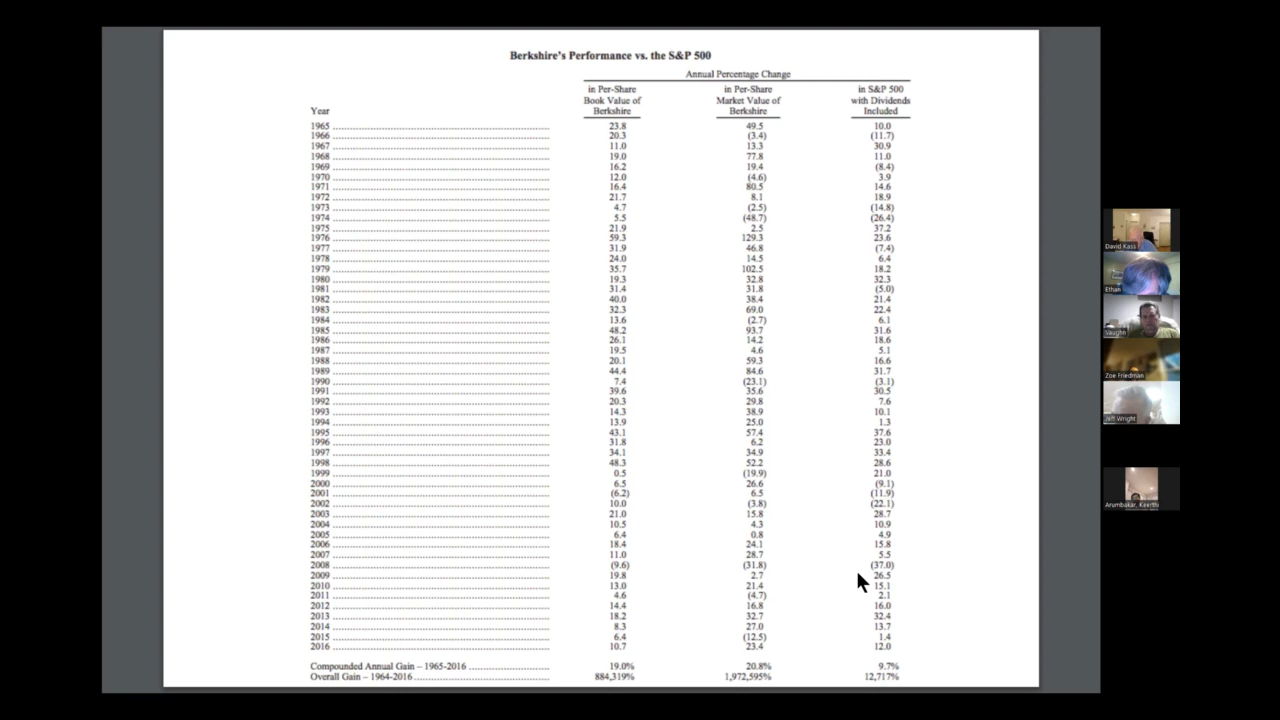 Berkshire's Performance vs. the S&P 500
Annual Percentage Change
in Per-Share in Per-Share in S&P 500
Book Value of Market Value of with Dividends
Year Berkshire Berkshire Included
1965 23.8 49.5 10.0
1966 20.3 (3.4) (11.7)
1967 11.0 13.3 30.9
1968 19.0 77.8 11.0
1969 16.2 19.4 (8.4)
1970 12.0 (4.6) 3.9
1971 16.4 80.5 14.6
1972 21.7 8.1 18.9
1973 4.7 (2.5) (14.8)
1974 5.5 (48.7) (26.4)
1975 21.9 2.5 37.2
1976 59.3 129.3 23.6
1977 31.9 46.8 (7.4)
1978 24.0 14.5 6.4
1979 35.7 102.5 18.2
1980 19.3 32.8 32.3
1981 31.4 31.8 (5.0)
1982 40.0 38.4 21.4
1983 32.3 69.0 22.4
1984 13.6 (2.7) 6.1
1985 48.2 93.7 31.6
1986 26.1 14.2 18.6
1987 19.5 4.6 5.1
1988 20.1 59.3 16.6
1989 44.4 84.6 31.7
1990 7.4 (23.1) (3.1)
1991 39.6 35.6 30.5
1992 20.3 29.8 7.6
1993 14.3 38.9 10.1
1994 13.9 25.0 1.3
1995 43.1 57.4 37.6
1996 31.8 6.2 23.0
1997 34.1 34.9 33.4
1998 48.3 52.2 28.6
1999 0.5 (19.9) 21.0
2000 6.5 26.6 (9.1)
2001 (6.2) 6.5 (11.9)
2002 10.0 (3.8) (22.1)
2003 21.0 15.8 28.7
2004 10.5 4.3 10.9
2005 6.4 0.8 4.9
2006 18.4 24.1 15.8
2007 11.0 28.7 5.5
2008 (9.6) (31.8) (37.0)
2009 19.8 2.7 26.5
2010 13.0 21.4 15.1
2011 4.6 (4.7) 2.1
2012 14.4 16.8 16.0
2013 18.2 32.7 32.4
2014 8.3 27.0 13.7
2015 6.4 (12.5) 1.4
2016 10.7 23.4 12.0
Compounded Annual Gain – 1965-2016 19.0% 20.8% 9.7%
Overall Gain – 1964-2016 884,319% 1,972,595% 12,717%
David Kass
Ethan
Vaughn
Zoe Friedman
Jeff Wright
Arumbakar, Keerthi